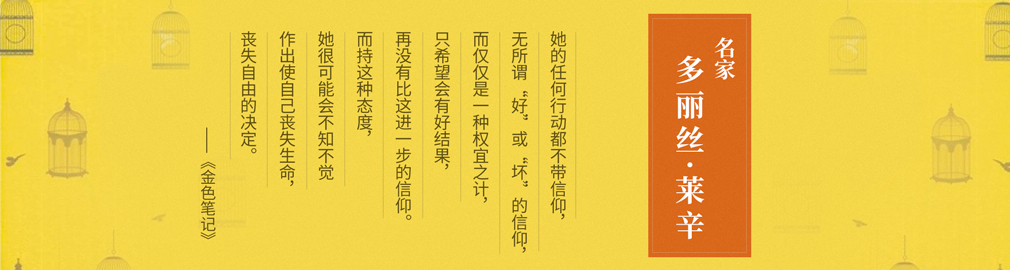 名家
多丽丝·莱辛
她的任何行动都不带信仰，
无所谓“好”或“坏”的信仰，
而仅仅是一种权宜之计，
只希望会有好结果，
再没有比这进一步的信仰。
而持这种态度，
她很可能会不知不觉
作出使自己丧失生命，
丧失自由的决定。
——《金色笔记》